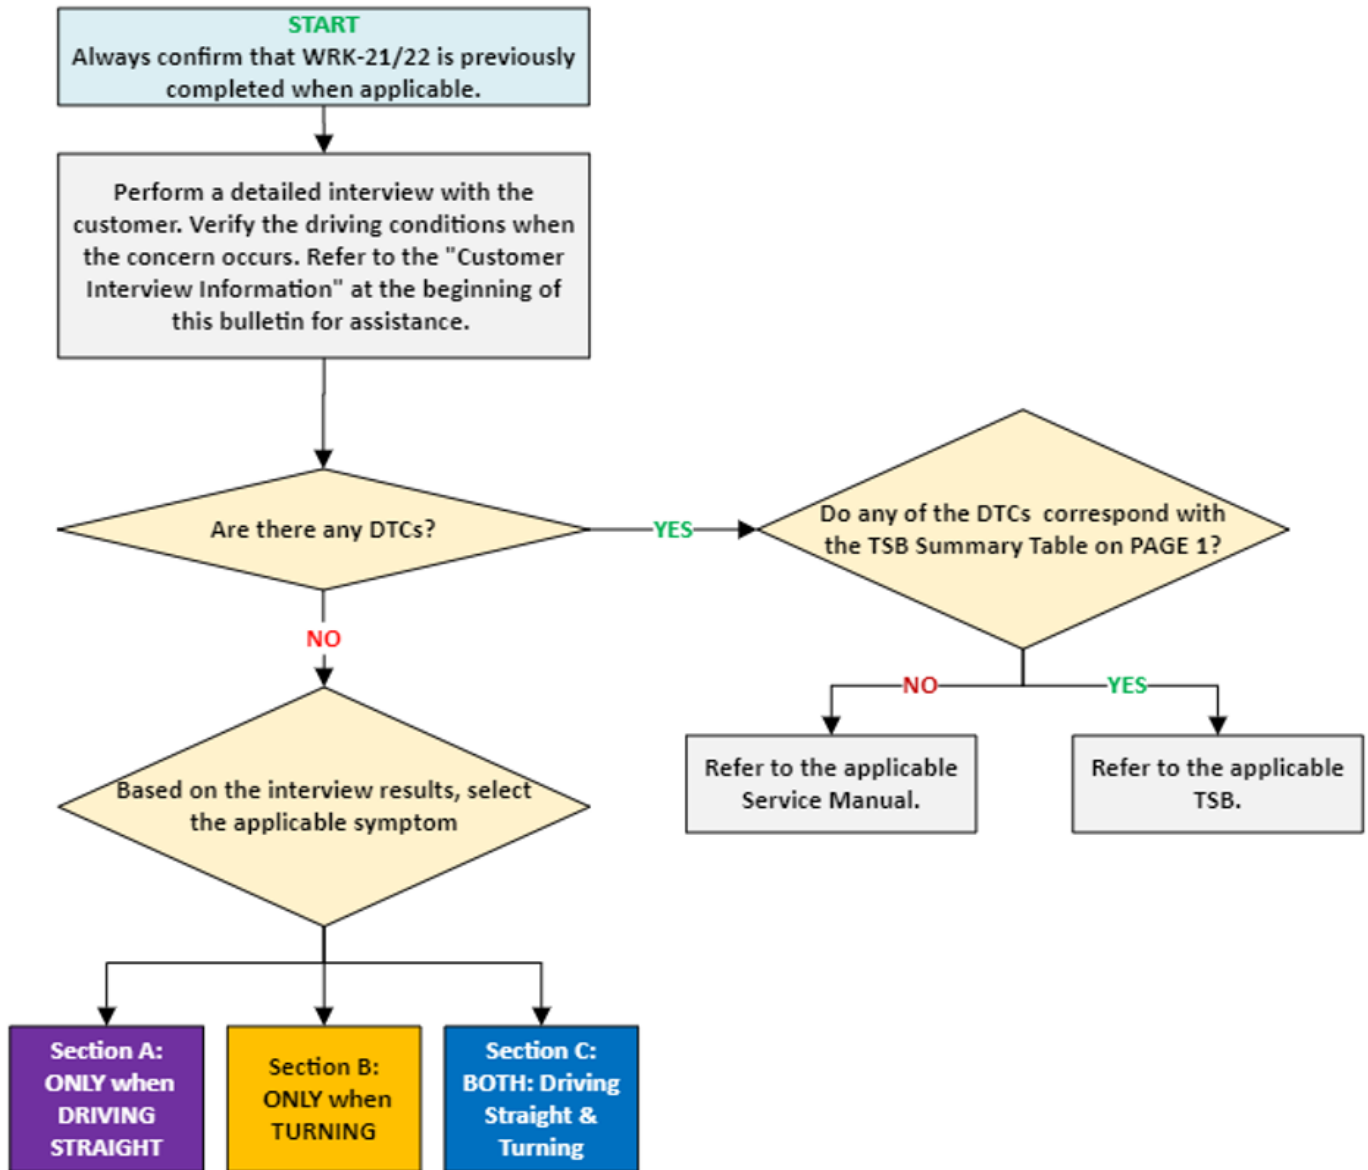 START
Always confirm that WRK-21/22 is previously
completed when applicable.
Perform a detailed interview with the
customer. Verify the driving conditions when
the concern occurs. Refer to the "Customer
Interview Information" at the beginning of
this bulletin for assistance.
Are there any DTCs?
YES
Do any of the DTCs correspond with
the TSB Summary Table on PAGE 1?
NO
NO
YES
Refer to the applicable
Service Manual.
Refer to the applicable
TSB.
Based on the interview results, select
the applicable symptom
Section A:
ONLY when
DRIVING
STRAIGHT
Section B:
ONLY when
TURNING
Section C:
BOTH: Driving
Straight &
Turning